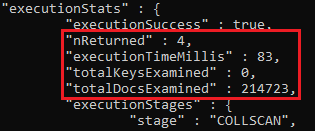 "executionStats" : {
"executionSuccess" : true,
"nReturned" : 4,
"executionTimeMillis" : 83,
"totalKeysExamined" : 0,
"totalDocsExamined" : 214723,
"executionStages" : {
"stage" : "COLLSCAN",